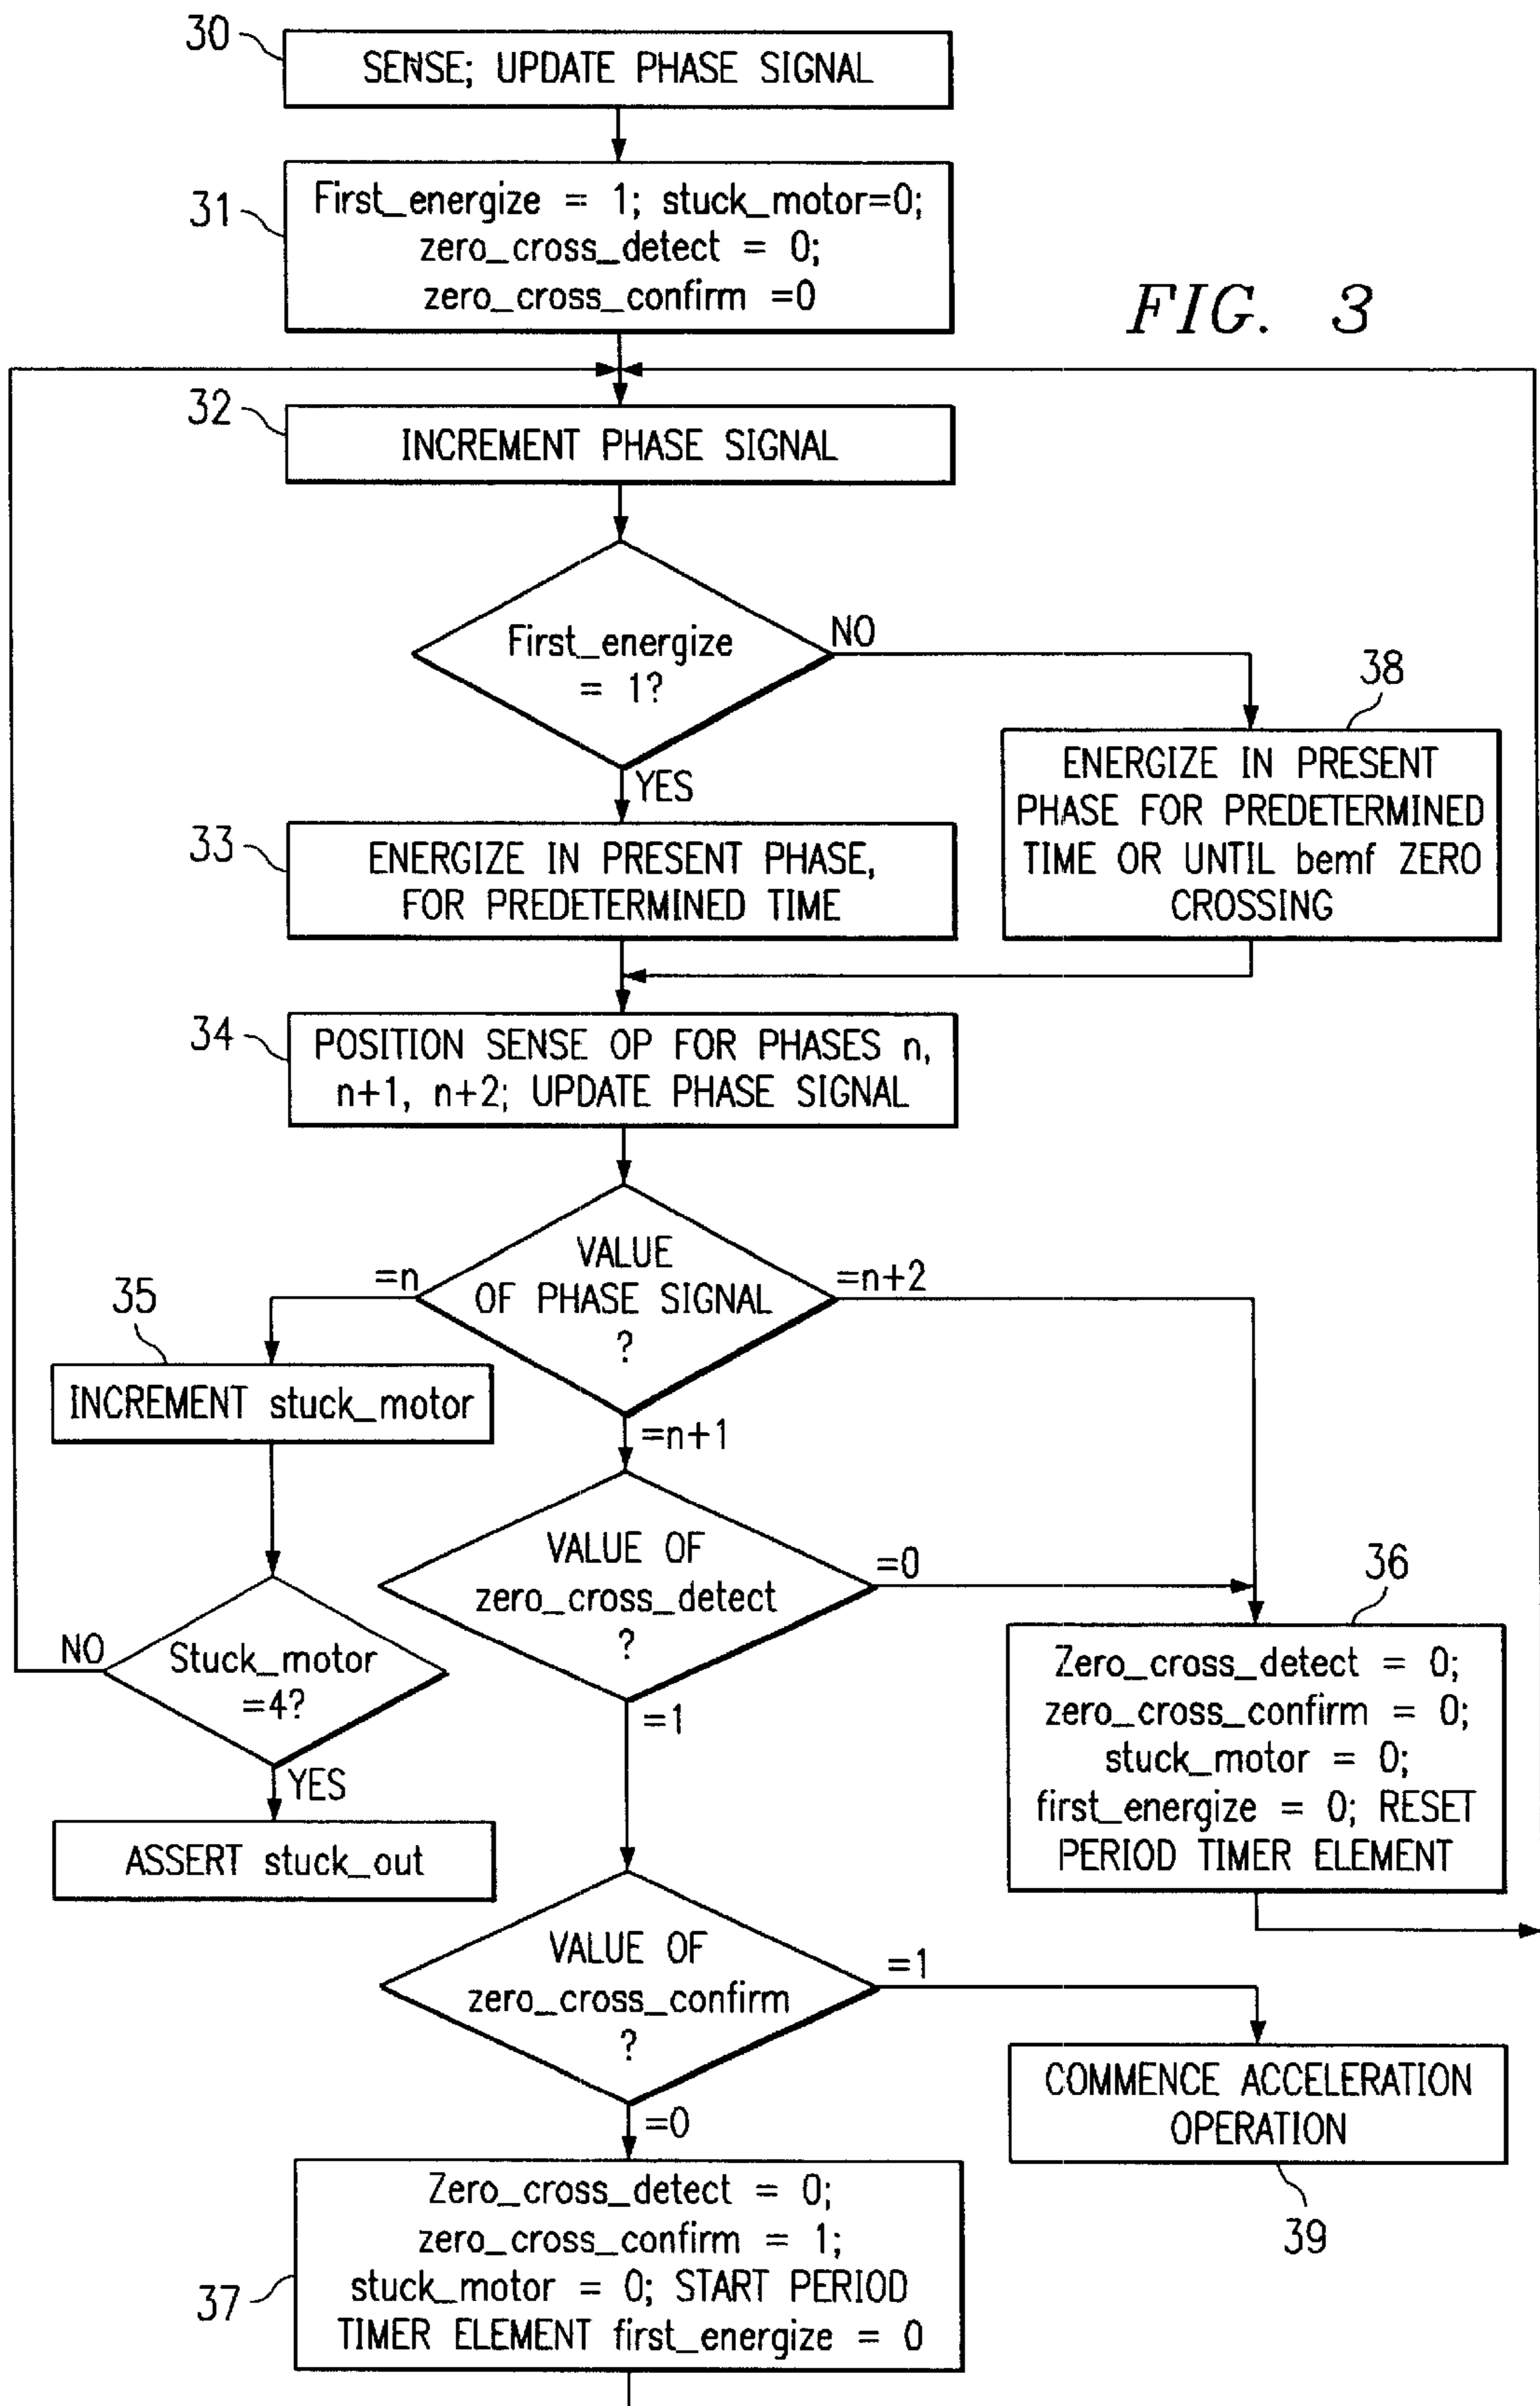 30
SENSE; UPDATE PHASE SIGNAL
31
First_energize = 1; stuck_motor=0;
zero_cross_detect = 0;
zero_cross_confirm =0
FIG. 3
32
INCREMENT PHASE SIGNAL
First_energize
= 1?
NO
YES
38
ENERGIZE IN PRESENT
PHASE FOR PREDETERMINED
TIME OR UNTIL bemf ZERO
CROSSING
33
ENERGIZE IN PRESENT PHASE,
FOR PREDETERMINED TIME
34
POSITION SENSE OP FOR PHASES n,
n+1, n+2; UPDATE PHASE SIGNAL
VALUE
OF PHASE SIGNAL
?
=n
=n+2
=n+1
35
INCREMENT stuck_motor
Stuck_motor
=4?
NO
YES
ASSERT stuck_out
VALUE OF
zero_cross_detect
?
=0
=1
36
Zero_cross_detect = 0;
zero_cross_confirm = 0;
stuck_motor = 0;
first_energize = 0; RESET
PERIOD TIMER ELEMENT
VALUE OF
zero_cross_confirm
?
=1
=0
COMMENCE ACCELERATION
OPERATION
39
37
Zero_cross_detect = 0;
zero_cross_confirm = 1;
stuck_motor = 0; START PERIOD
TIMER ELEMENT first_energize = 0